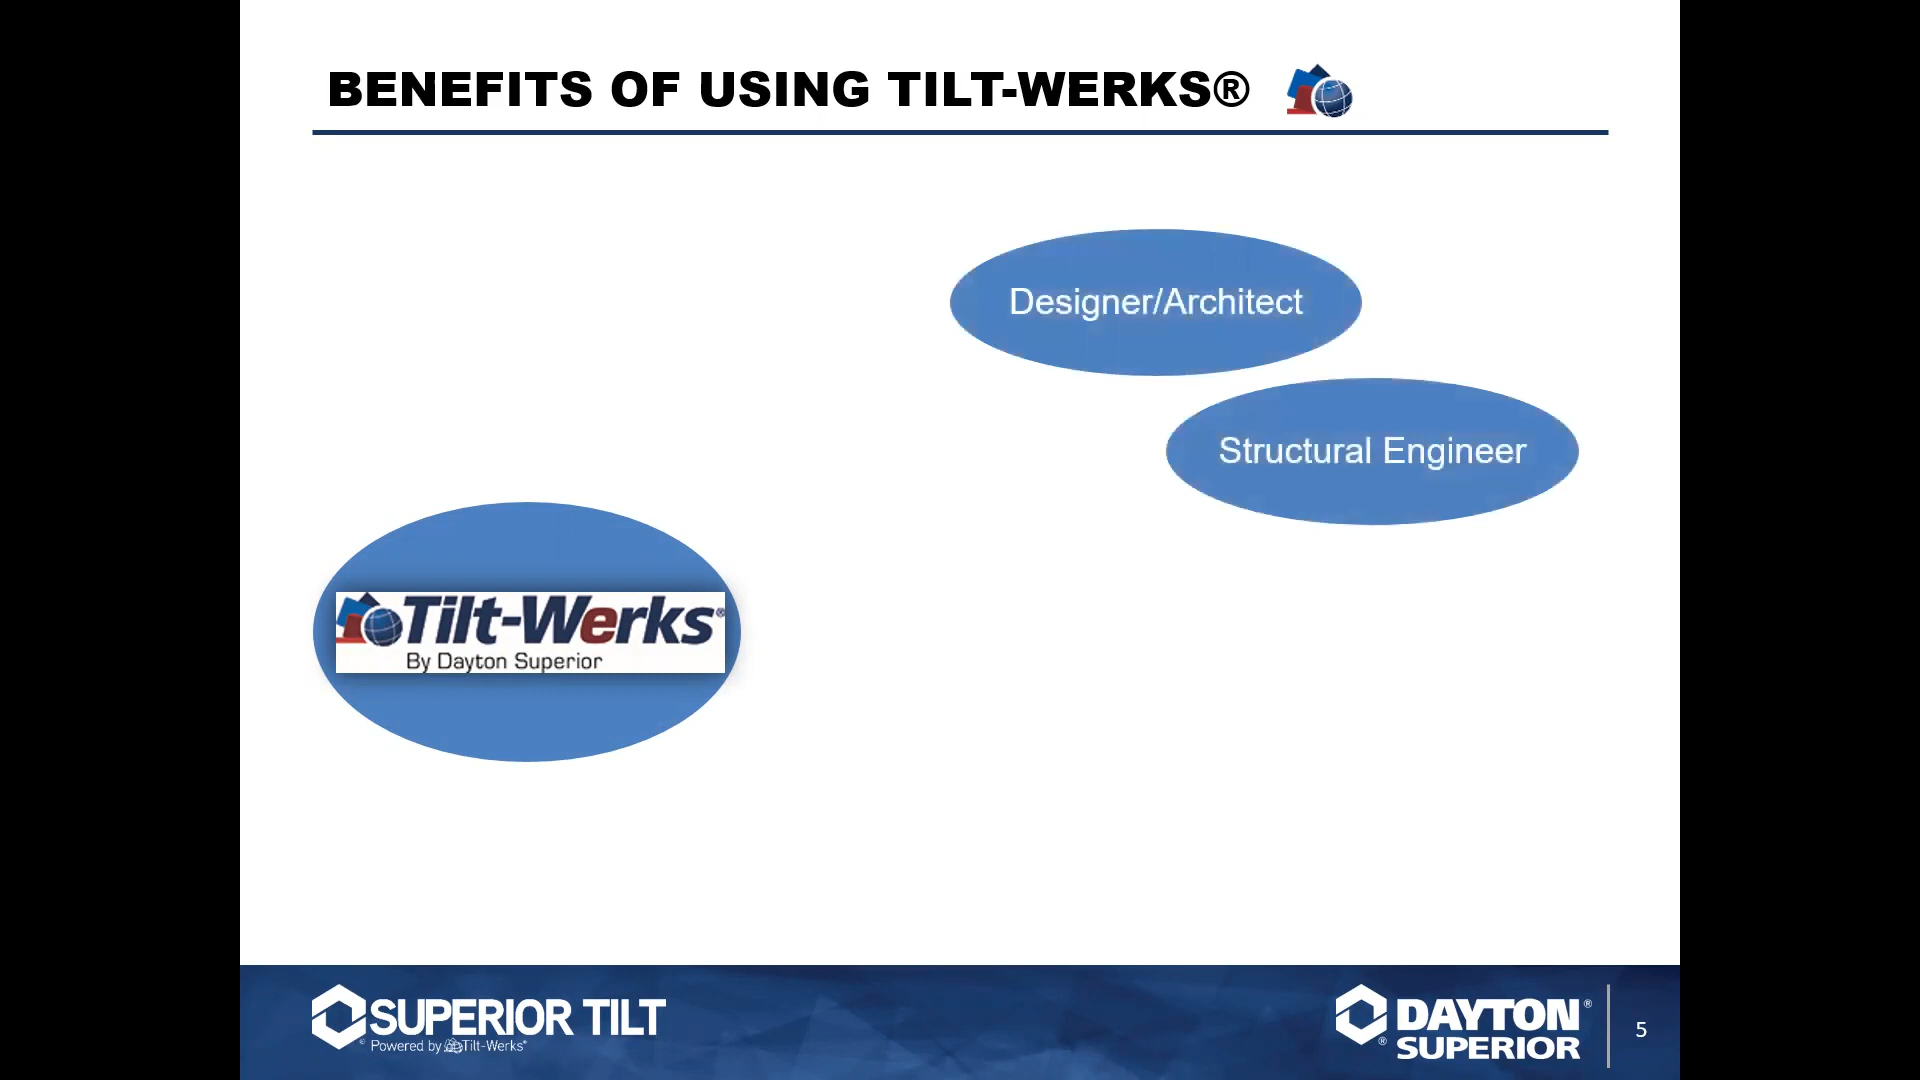 BENEFITS OF USING TILT-WERKS®
Designer/Architect
Structural Engineer
Tilt-Werks®
By Dayton Superior
SUPERIOR TILT
® Powered by Tilt-Werks®
DAYTON®
® SUPERIOR
5